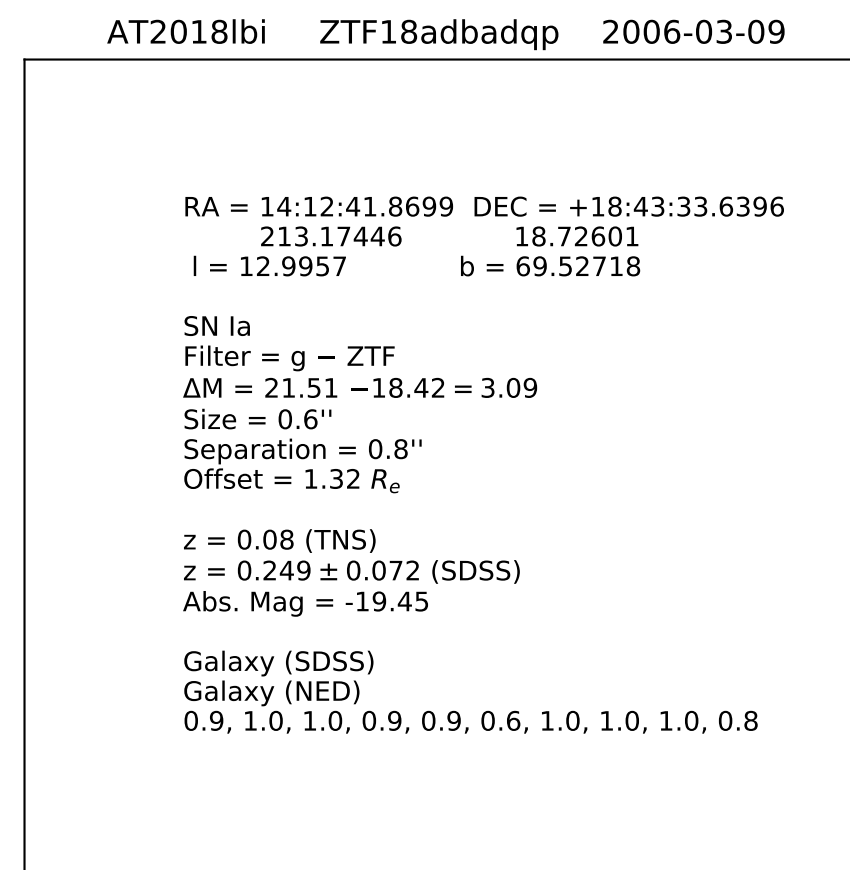 AT2018lbi ZTF18adbadqp 2006-03-09
RA = 14:12:41.8699 DEC = +18:43:33.6396
213.17446 18.72601
l = 12.9957 b = 69.52718
SN Ia
Filter = g − ZTF
ΔM = 21.51 −18.42 = 3.09
Size = 0.6''
Separation = 0.8''
Offset = 1.32 Re
z = 0.08 (TNS)
z = 0.249 ± 0.072 (SDSS)
Abs. Mag = -19.45
Galaxy (SDSS)
Galaxy (NED)
0.9, 1.0, 1.0, 0.9, 0.9, 0.6, 1.0, 1.0, 1.0, 0.8